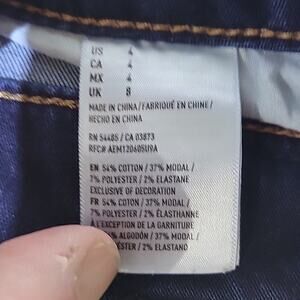 US 4
CA 4
MX 4
UK 8
MADE IN CHINA/FABRIQUÉ EN CHINE/
HECHO EN CHINA
RN 54485 / CA 03873
RFC# AEM120605U9A
EN 54% COTTON / 37% MODAL /
7% POLYESTER / 2% ELASTANE
EXCLUSIVE OF DECORATION
FR 54% COTON / 37% MODAL /
7% POLYESTER / 2% ÉLASTHANNE
À L'EXCEPTION DE LA GARNITURE
% ALGODÓN / 37% MODAL /
ÉSTER / 2% ELASTANO